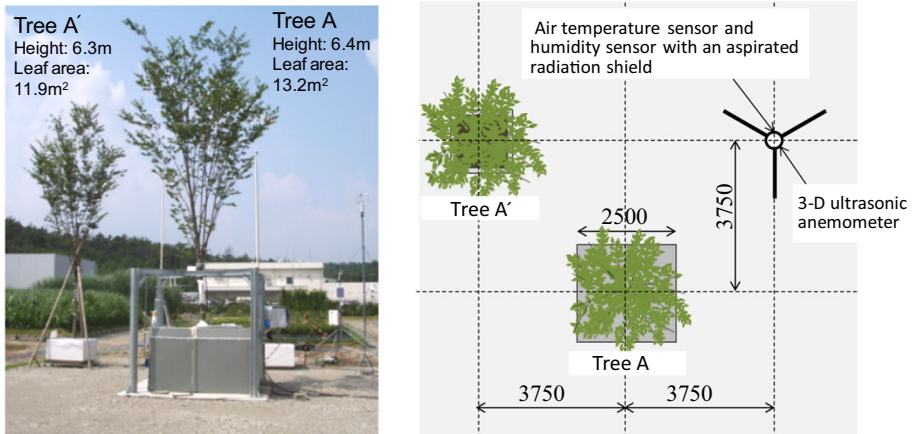 Tree A′
Height: 6.3m
Leaf area:
11.9m²
Tree A
Height: 6.4m
Leaf area:
13.2m²
Air temperature sensor and
humidity sensor with an aspirated
radiation shield
Tree A′
2500
3750
3-D ultrasonic
anemometer
Tree A
3750
3750